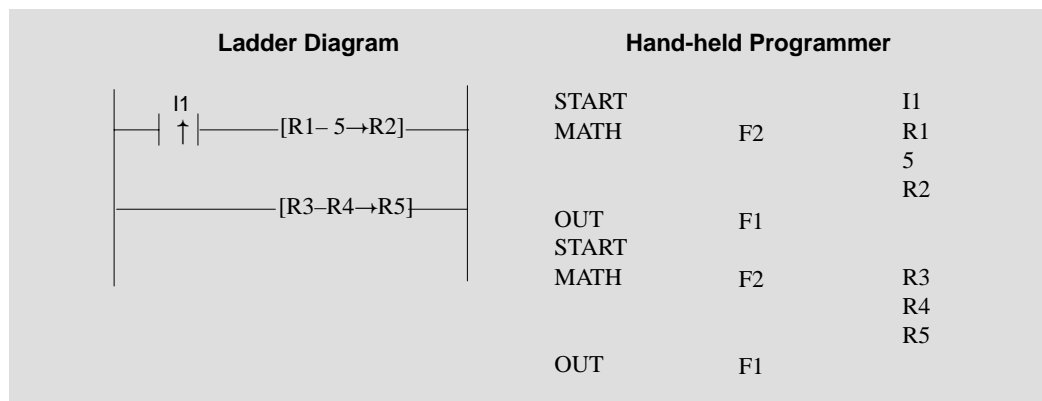 Ladder Diagram
I1
[R1– 5→R2]
[R3–R4→R5]
Hand-held Programmer
START I1
MATH F2 R1
5
R2
OUT F1
START
MATH F2 R3
R4
R5
OUT F1